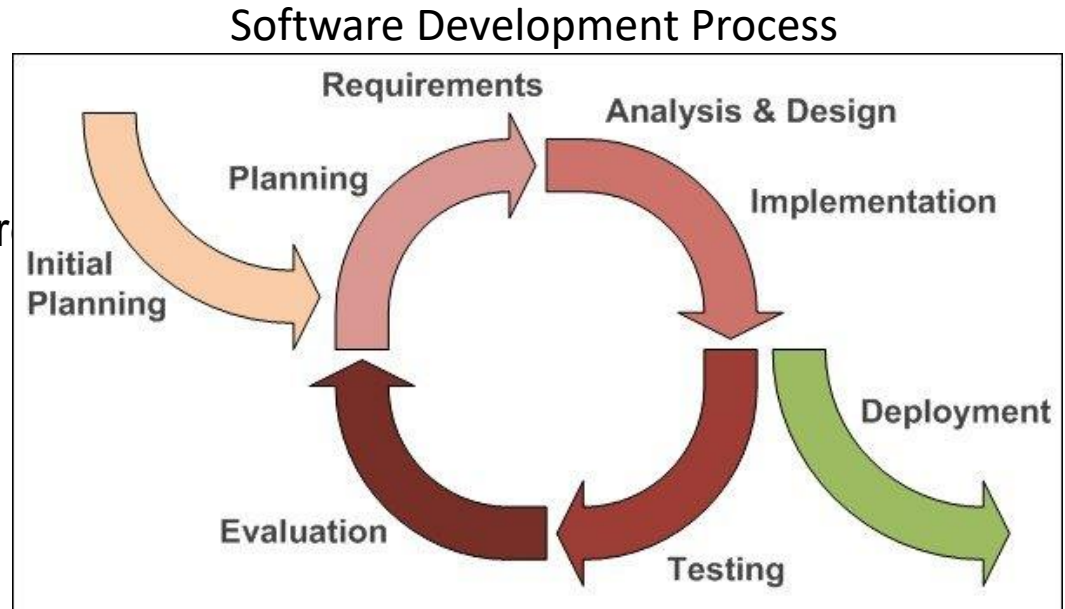 Software Development Process
Requirements
Analysis & Design
Planning
Implementation
Initial
Planning
Deployment
Evaluation
Testing